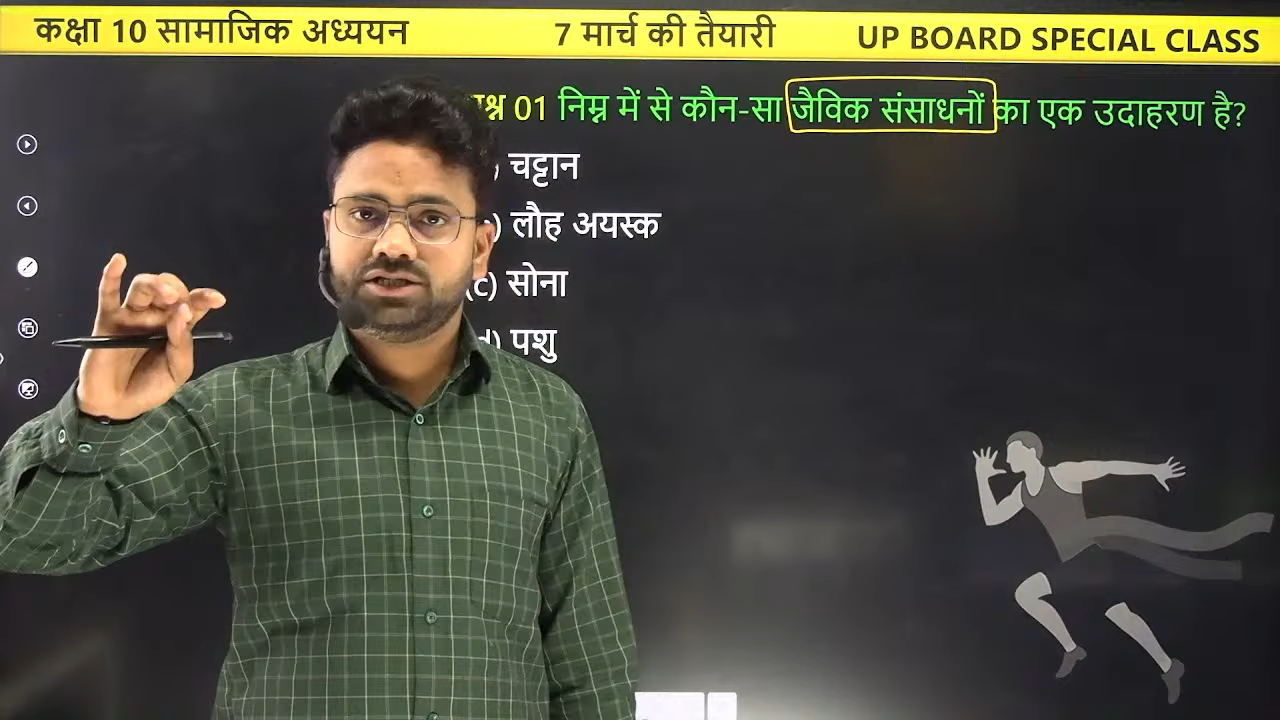 कक्षा 10 सामाजिक अध्ययन 7 मार्च की तैयारी UP BOARD SPECIAL CLASS
01 निम्न में से कौन-सा जैविक संसाधनों का एक उदाहरण है?
चट्टान
लौह अयस्क
(c) सोना
पशु